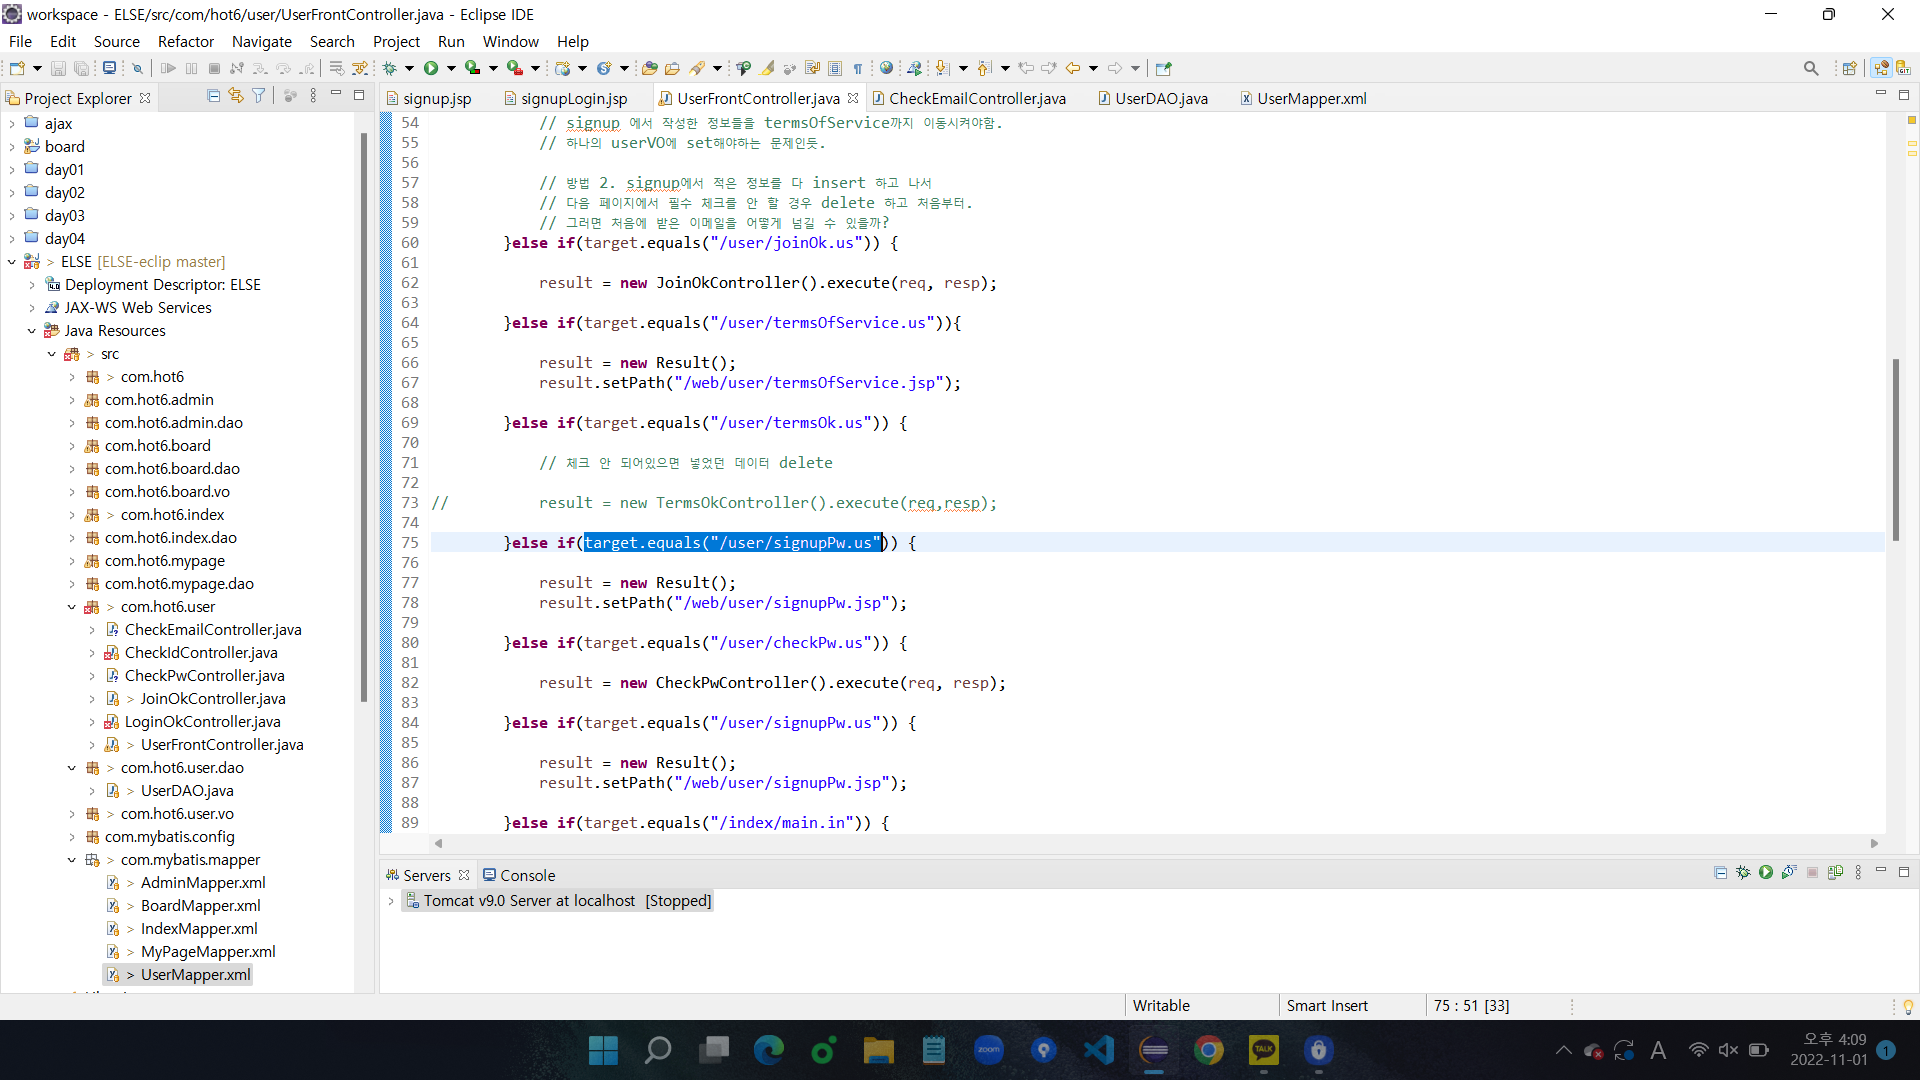 workspace - ELSE/src/com/hot6/user/UserFrontController.java - Eclipse IDE
File Edit Source Refactor Navigate Search Project Run Window Help
Project Explorer
signup.jsp signupLogin.jsp UserFrontController.java CheckEmailController.java UserDAO.java UserMapper.xml
ajax
board
day01
day02
day03
day04
> ELSE [ELSE-eclip master]
Deployment Descriptor: ELSE
JAX-WS Web Services
Java Resources
> src
> com.hot6
com.hot6.admin
com.hot6.admin.dao
com.hot6.board
com.hot6.board.dao
com.hot6.board.vo
> com.hot6.index
com.hot6.index.dao
com.hot6.mypage
com.hot6.mypage.dao
> com.hot6.user
CheckEmailController.java
CheckIdController.java
CheckPwController.java
> JoinOkController.java
LoginOkController.java
> UserFrontController.java
> com.hot6.user.dao
UserDAO.java
> com.hot6.user.vo
com.mybatis.config
> com.mybatis.mapper
> AdminMapper.xml
> BoardMapper.xml
> IndexMapper.xml
> MyPageMapper.xml
> UserMapper.xml
54 // signup 에서 작성한 정보들을 termsOfService까지 이동시켜야함.
55 // 하나의 userVO에 set해야하는 문제인듯.
56
57 // 방법 2. signup에서 적은 정보를 다 insert 하고 나서
58 // 다음 페이지에서 필수 체크를 안 할 경우 delete 하고 처음부터.
59 // 그러면 처음에 받은 이메일을 어떻게 넘길 수 있을까?
60 }else if(target.equals("/user/joinOk.us")) {
61
62 result = new JoinOkController().execute(req, resp);
63
64 }else if(target.equals("/user/termsOfService.us")){
65
66 result = new Result();
67 result.setPath("/web/user/termsOfService.jsp");
68
69 }else if(target.equals("/user/termsOk.us")) {
70
71 // 체크 안 되어있으면 넣었던 데이터 delete
72
73 // result = new TermsOkController().execute(req,resp);
74
75 }else if(target.equals("/user/signupPw.us")) {
76
77 result = new Result();
78 result.setPath("/web/user/signupPw.jsp");
79
80 }else if(target.equals("/user/checkPw.us")) {
81
82 result = new CheckPwController().execute(req, resp);
83
84 }else if(target.equals("/user/signupPw.us")) {
85
86 result = new Result();
87 result.setPath("/web/user/signupPw.jsp");
88
89 }else if(target.equals("/index/main.in")) {
Servers Console
Tomcat v9.0 Server at localhost [Stopped]
Writable Smart Insert 75 : 51 [33]
zoom
TALK
A
오후 4:09
2022-11-01
1